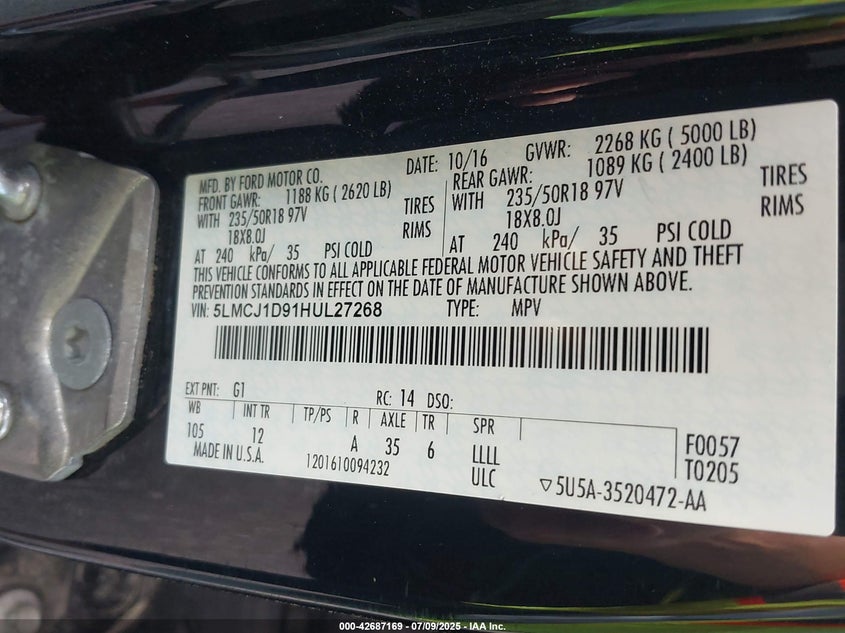 MFD. BY FORD MOTOR CO. DATE: 10/16 GVWR: 2268 KG ( 5000 LB)
FRONT GAWR: 1188 KG ( 2620 LB) REAR GAWR: 1089 KG ( 2400 LB)
WITH 235/50R18 97V TIRES WITH 235/50R18 97V TIRES
18X8.0J RIMS 18X8.0J RIMS
AT 240 kPa/ 35 PSI COLD AT 240 kPa/ 35 PSI COLD
THIS VEHICLE CONFORMS TO ALL APPLICABLE FEDERAL MOTOR VEHICLE SAFETY AND THEFT
PREVENTION STANDARDS IN EFFECT ON THE DATE OF MANUFACTURE SHOWN ABOVE.
VIN: 5LMCJ1D91HUL27268 TYPE: MPV
EXT PNT: G1 RC: 14 DSO:
WB INT TR TP/PS R AXLE TR SPR
105 12 A 35 6 LLLL F0057
MADE IN U.S.A. 1201610094232 ULC T0205
▽5U5A-3520472-AA
000-42687169 - 07/09/2025 - IAA Inc.